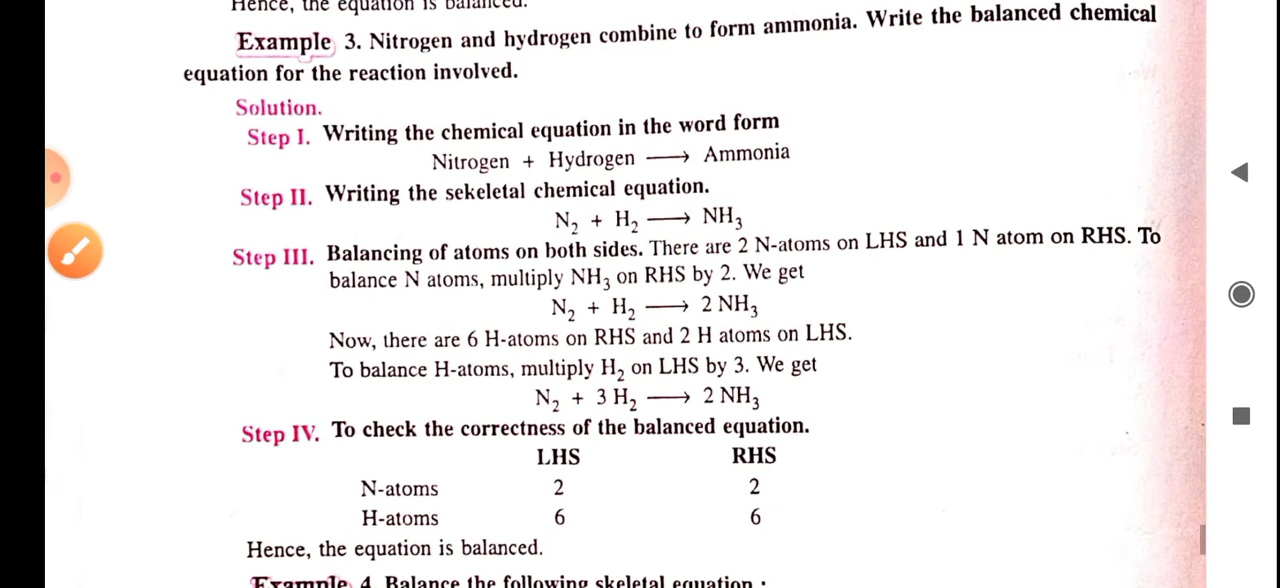 Hence, the equation is balanced.
Example 3. Nitrogen and hydrogen combine to form ammonia. Write the balanced chemical
equation for the reaction involved.
Solution.
Step I. Writing the chemical equation in the word form
Nitrogen + Hydrogen ⟶ Ammonia
Step II. Writing the sekeletal chemical equation.
N₂ + H₂ ⟶ NH₃
Step III. Balancing of atoms on both sides. There are 2 N-atoms on LHS and 1 N atom on RHS. To
balance N atoms, multiply NH₃ on RHS by 2. We get
N₂ + H₂ ⟶ 2 NH₃
Now, there are 6 H-atoms on RHS and 2 H atoms on LHS.
To balance H-atoms, multiply H₂ on LHS by 3. We get
N₂ + 3 H₂ ⟶ 2 NH₃
Step IV. To check the correctness of the balanced equation.
LHS RHS
N-atoms 2 2
H-atoms 6 6
Hence, the equation is balanced.
Example 4. Balance the following skeletal equation :